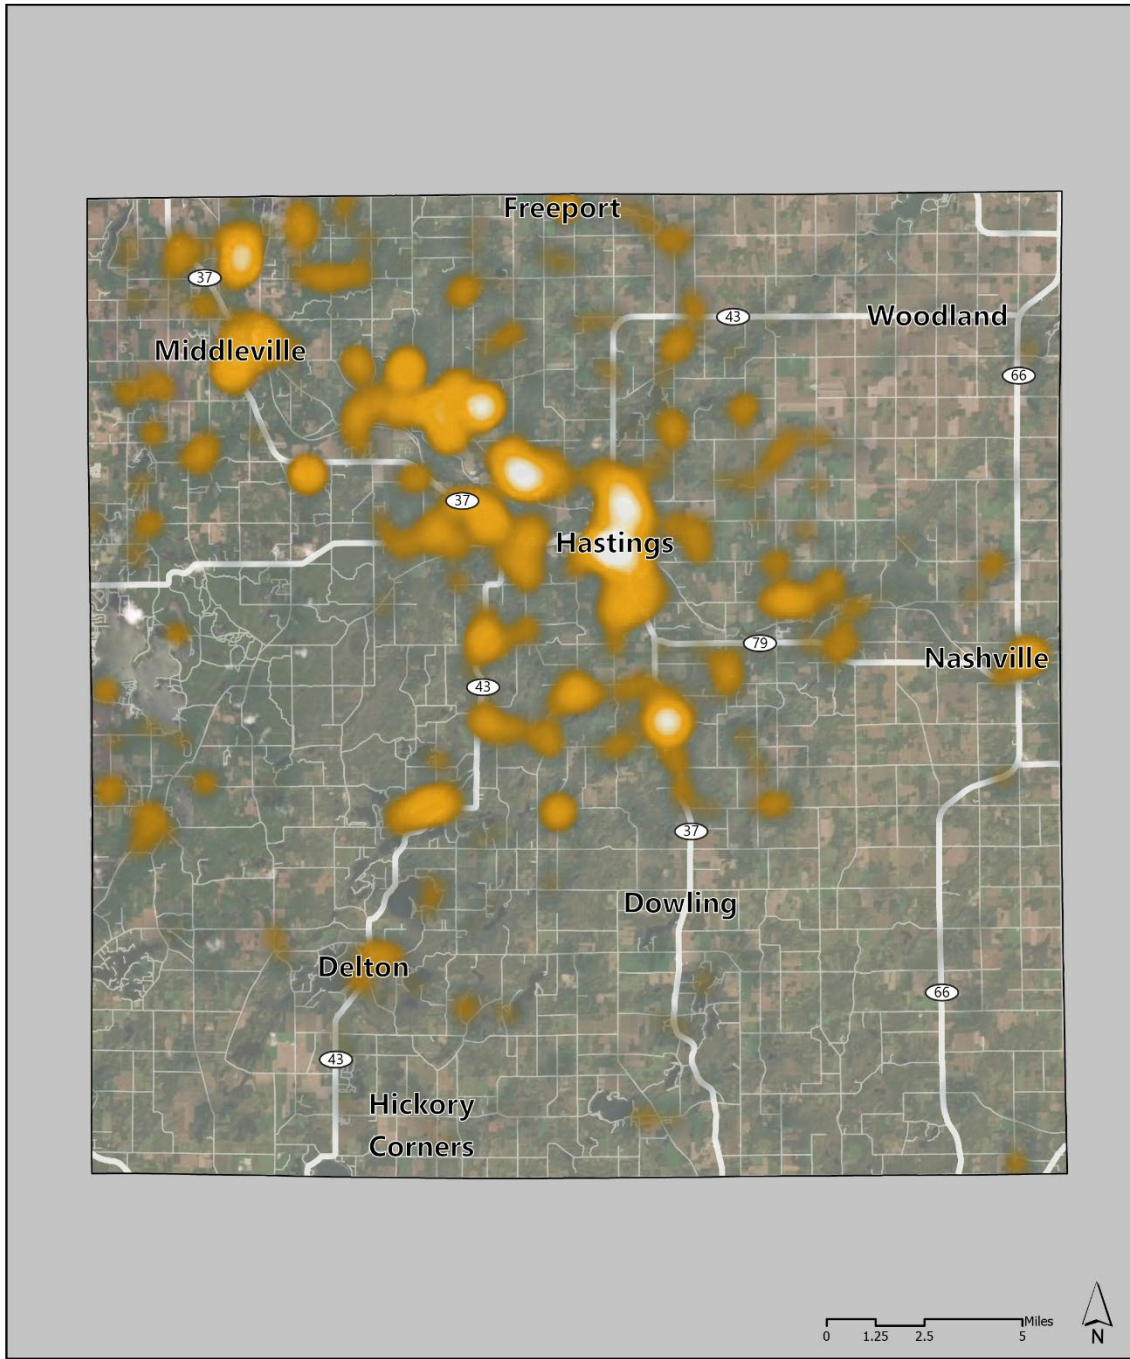 Freeport
37
43
Woodland
Middleville
66
37
Hastings
79
Nashville
43
37
Dowling
Delton
66
43
Hickory
Corners
Miles
0 1.25 2.5 5
N